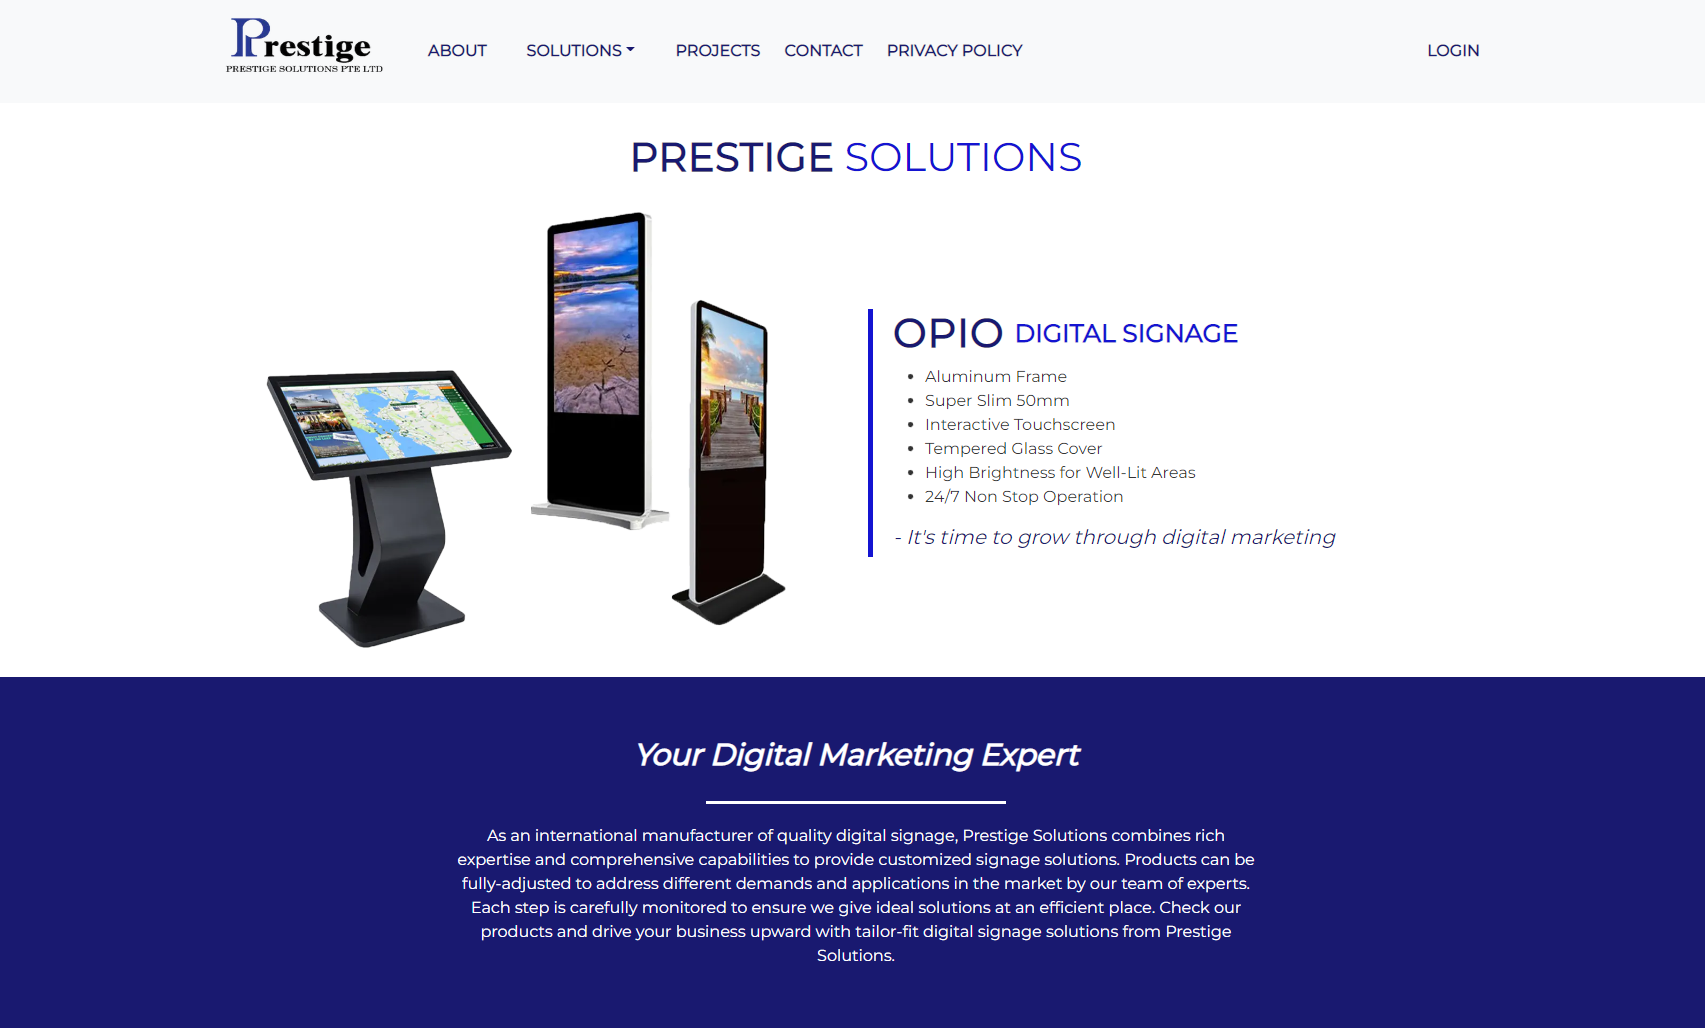 Prestige
PRESTIGE SOLUTIONS PTE LTD
ABOUT
SOLUTIONS
PROJECTS
CONTACT
PRIVACY POLICY
LOGIN
PRESTIGE SOLUTIONS
OPIO DIGITAL SIGNAGE
• Aluminum Frame
• Super Slim 50mm
• Interactive Touchscreen
• Tempered Glass Cover
• High Brightness for Well-Lit Areas
• 24/7 Non Stop Operation
- It's time to grow through digital marketing
Your Digital Marketing Expert
As an international manufacturer of quality digital signage, Prestige Solutions combines rich
expertise and comprehensive capabilities to provide customized signage solutions. Products can be
fully-adjusted to address different demands and applications in the market by our team of experts.
Each step is carefully monitored to ensure we give ideal solutions at an efficient place. Check our
products and drive your business upward with tailor-fit digital signage solutions from Prestige
Solutions.